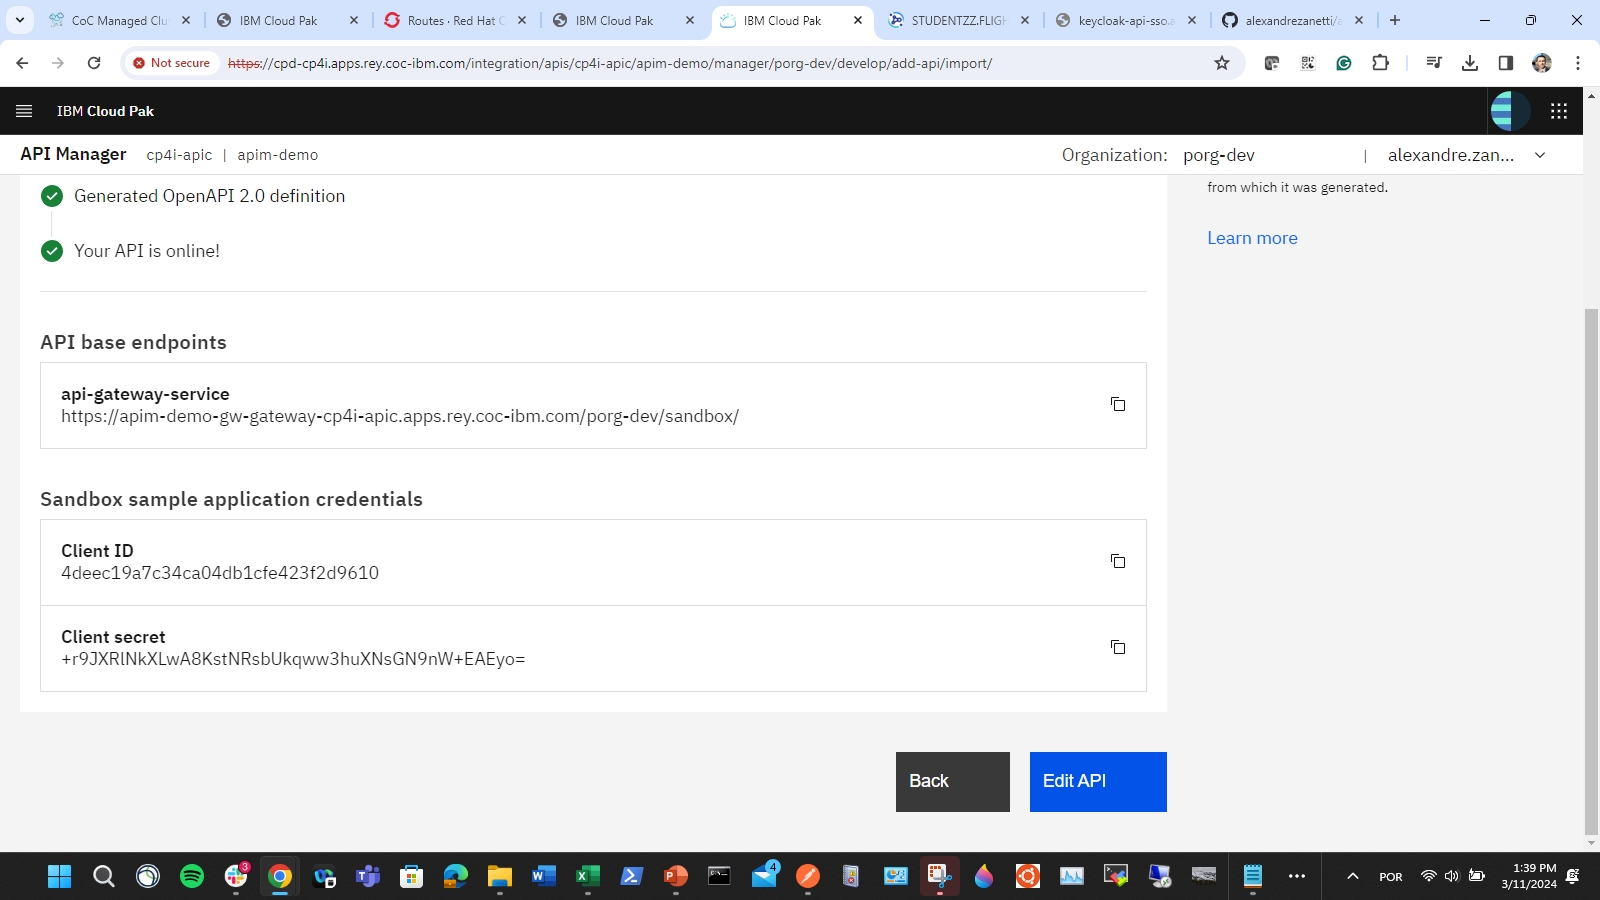 CoC Managed Clu
IBM Cloud Pak
Routes · Red Hat C
IBM Cloud Pak
IBM Cloud Pak
STUDENTZZ.FLIGH
keycloak-api-sso.a
alexandrezanetti/a
Not secure
https://cpd-cp4i.apps.rey.coc-ibm.com/integration/apis/cp4i-apic/apim-demo/manager/porg-dev/develop/add-api/import/
IBM Cloud Pak
API Manager cp4i-apic | apim-demo
Organization: porg-dev | alexandre.zan...
Generated OpenAPI 2.0 definition
from which it was generated.
Learn more
Your API is online!
API base endpoints
api-gateway-service
https://apim-demo-gw-gateway-cp4i-apic.apps.rey.coc-ibm.com/porg-dev/sandbox/
Sandbox sample application credentials
Client ID
4deec19a7c34ca04db1cfe423f2d9610
Client secret
+r9JXRlNkXLwA8KstNRsbUkqww3huXNsGN9nW+EAEyo=
Back
Edit API
3
4
POR
1:39 PM
3/11/2024